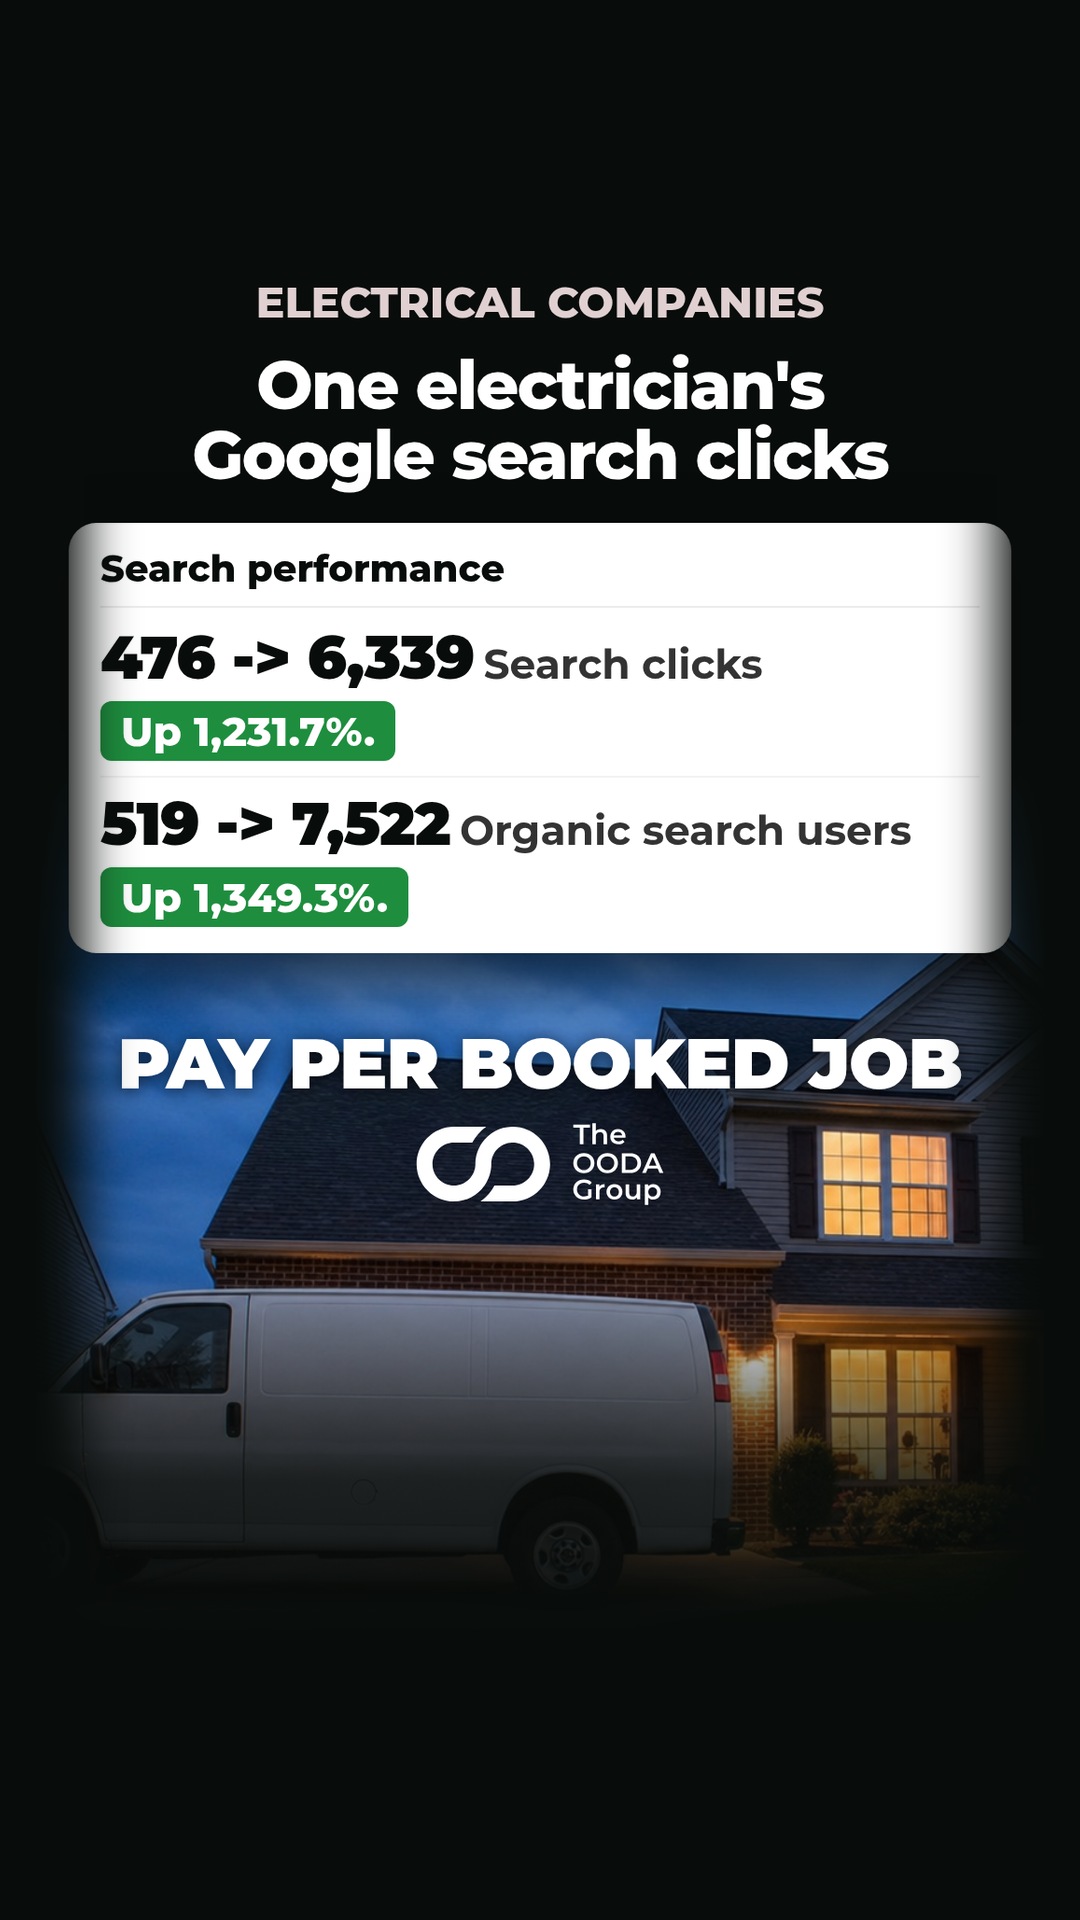 ELECTRICAL COMPANIES
One electrician's
Google search clicks
Search performance
476 -> 6,339 Search clicks
Up 1,231.7%.
519 -> 7,522 Organic search users
Up 1,349.3%.
PAY PER BOOKED JOB
The
OODA
Group